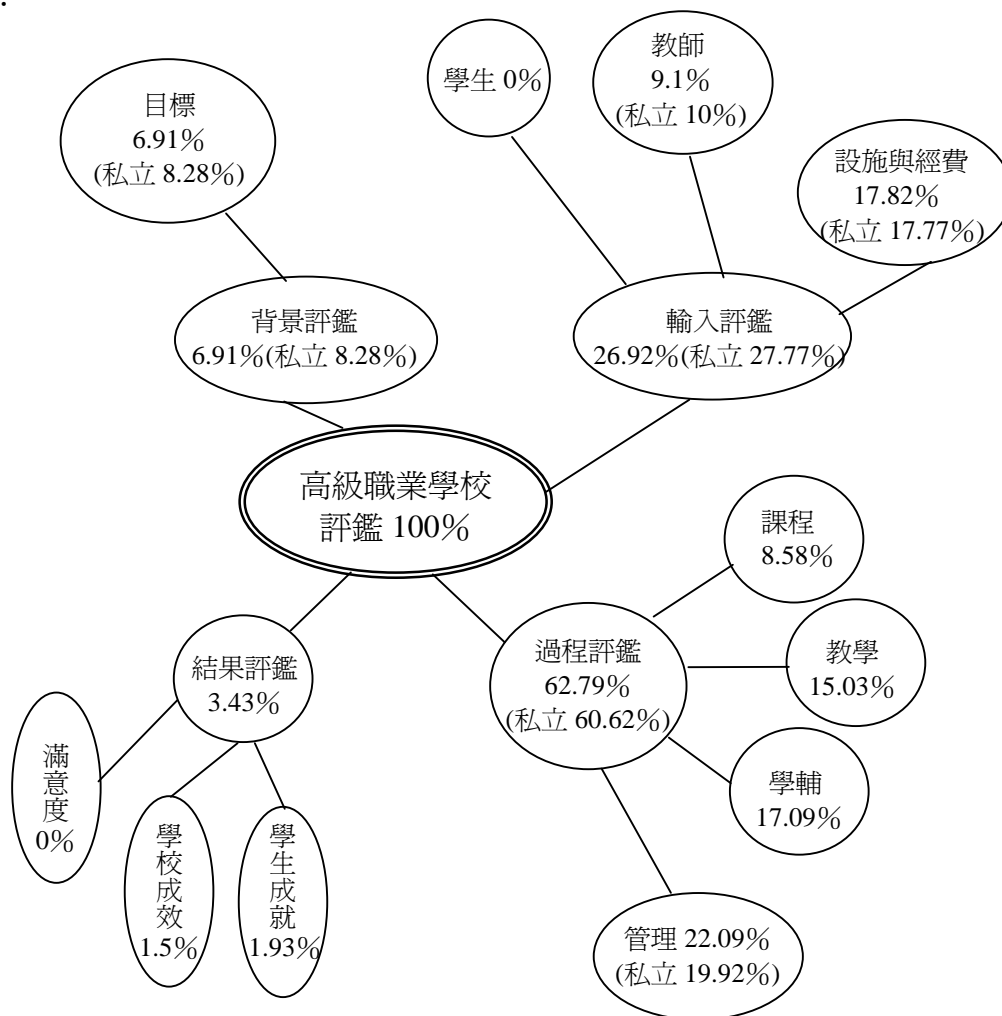 學生 0%
教師
9.1%
(私立 10%)
目標
6.91%
(私立 8.28%)
設施與經費
17.82%
(私立 17.77%)
背景評鑑
6.91%(私立 8.28%)
輸入評鑑
26.92%(私立 27.77%)
高級職業學校
評鑑 100%
課程
8.58%
結果評鑑
3.43%
過程評鑑
62.79%
(私立 60.62%)
教學
15.03%
滿意度
0%
學輔
17.09%
學校成效
1.5%
學生成就
1.93%
管理 22.09%
(私立 19.92%)